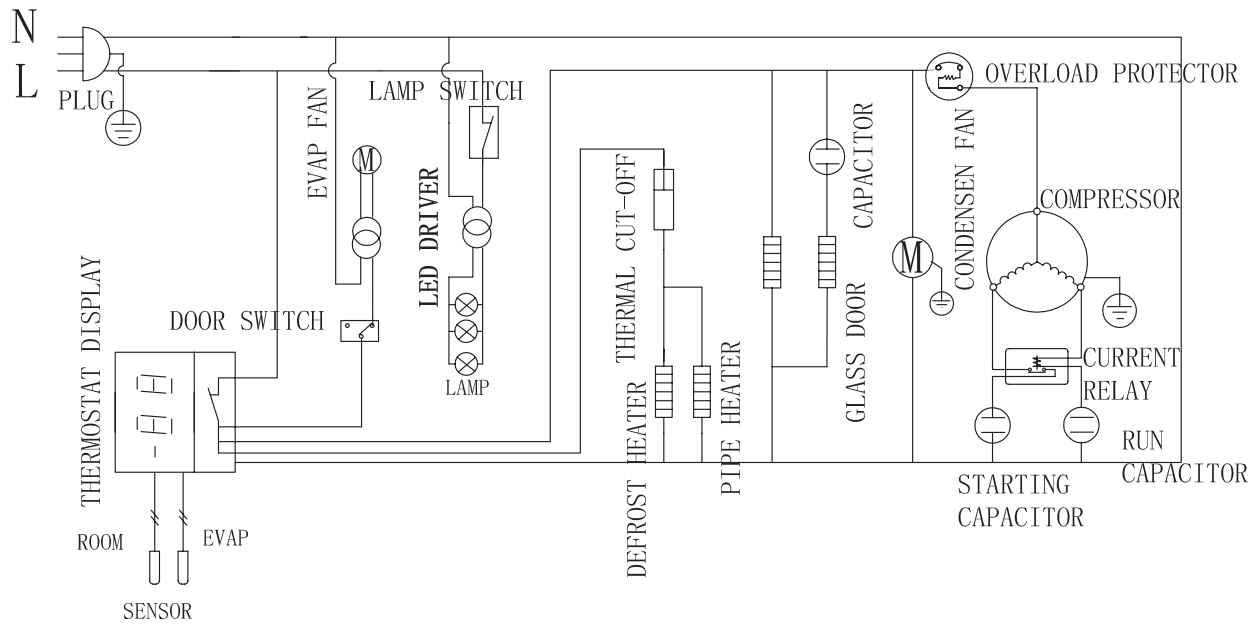 N
L
PLUG
LAMP SWITCH
OVERLOAD PROTECTOR
EVAP FAN
M
LED DRIVER
THERMAL CUT-OFF
CAPACITOR
CONDENSEN FAN
M
COMPRESSOR
THERMOSTAT DISPLAY
DOOR SWITCH
LAMP
DEFROST HEATER
PIPE HEATER
GLASS DOOR
CURRENT
RELAY
RUN
CAPACITOR
STARTING
CAPACITOR
ROOM
EVAP
SENSOR